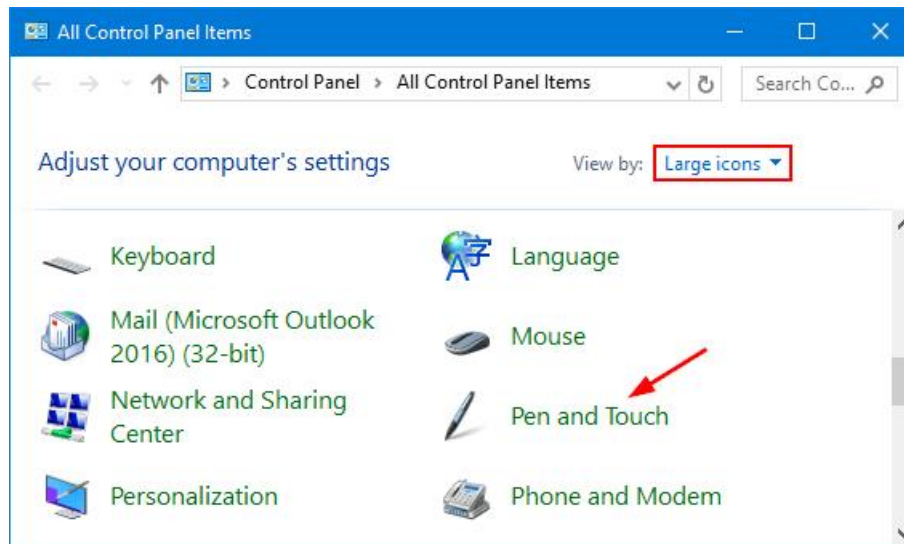 All Control Panel Items
Control Panel > All Control Panel Items
Search Co...
Adjust your computer's settings
View by: Large icons
Keyboard
Language
Mail (Microsoft Outlook
2016) (32-bit)
Mouse
Network and Sharing
Center
Pen and Touch
Personalization
Phone and Modem